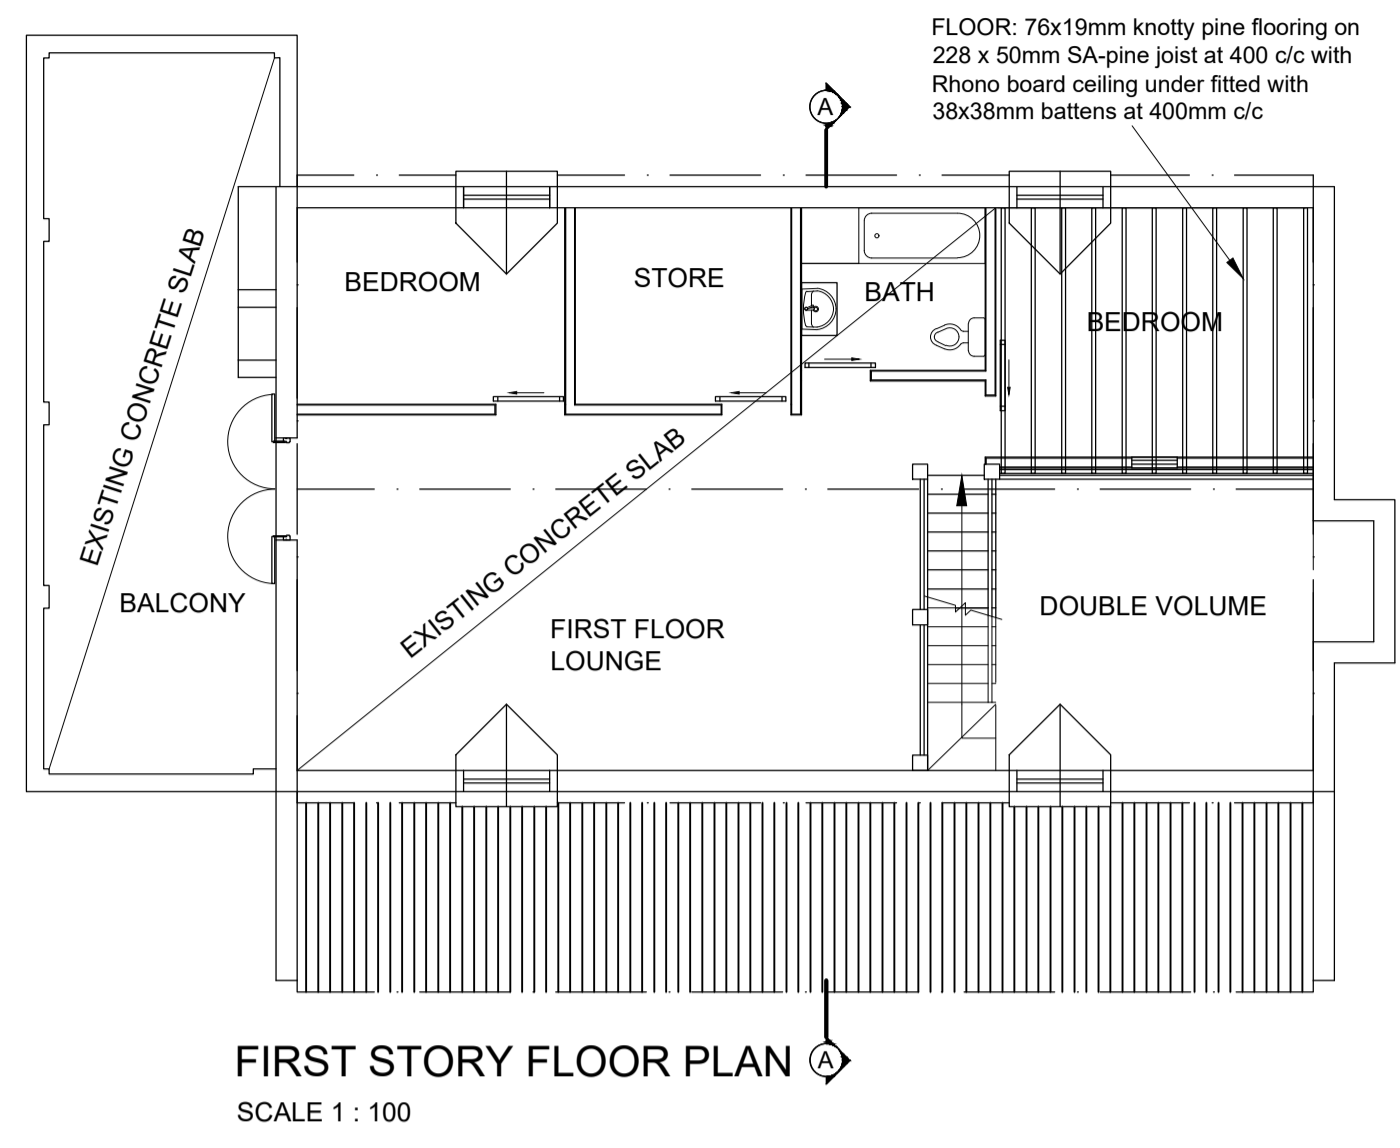 FLOOR: 76x19mm knotty pine flooring on
228 x 50mm SA-pine joist at 400 c/c with
Rhono board ceiling under fitted with
38x38mm battens at 400mm c/c
A
EXISTING CONCRETE SLAB
BEDROOM
STORE
BATH
BEDROOM
EXISTING CONCRETE SLAB
BALCONY
FIRST FLOOR
LOUNGE
DOUBLE VOLUME
FIRST STORY FLOOR PLAN
A
SCALE 1 : 100